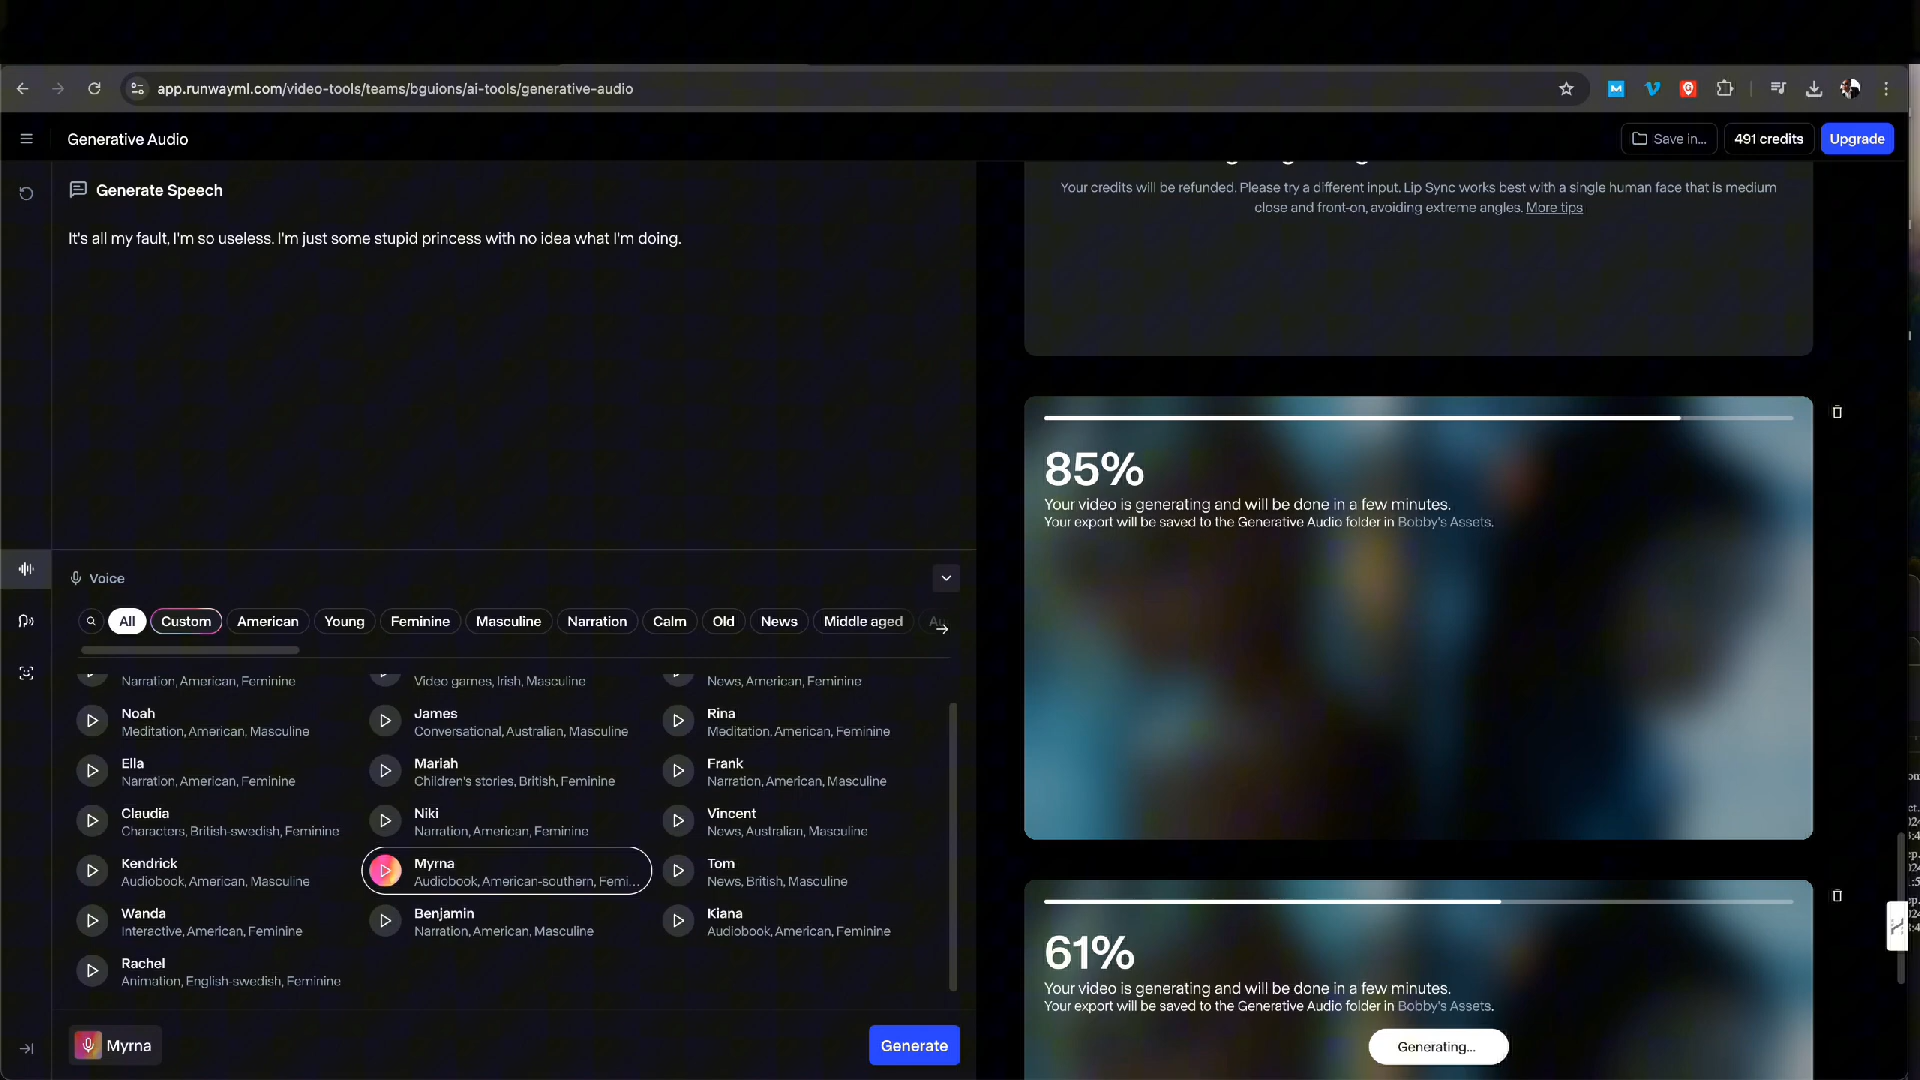 app.runwayml.com/video-tools/teams/bguions/ai-tools/generative-audio
Generative Audio
Save in...
491 credits
Upgrade
Generate Speech
It's all my fault, I'm so useless. I'm just some stupid princess with no idea what I'm doing.
Your credits will be refunded. Please try a different input. Lip Sync works best with a single human face that is medium
close and front-on, avoiding extreme angles. More tips
85%
Your video is generating and will be done in a few minutes.
Your export will be saved to the Generative Audio folder in Bobby's Assets.
Voice
All
Custom
American
Young
Feminine
Masculine
Narration
Calm
Old
News
Middle aged
Narration, American, Feminine
Video games, Irish, Masculine
News, American, Feminine
Noah
Meditation, American, Masculine
James
Conversational, Australian, Masculine
Rina
Meditation, American, Feminine
Ella
Narration, American, Feminine
Mariah
Children's stories, British, Feminine
Frank
Narration, American, Masculine
Claudia
Characters, British-swedish, Feminine
Niki
Narration, American, Feminine
Vincent
News, Australian, Masculine
Kendrick
Audiobook, American, Masculine
Myrna
Audiobook, American-southern, Femi...
Tom
News, British, Masculine
Wanda
Interactive, American, Feminine
Benjamin
Narration, American, Masculine
Kiana
Audiobook, American, Feminine
Rachel
Animation, English-swedish, Feminine
Myrna
Generate
61%
Your video is generating and will be done in a few minutes.
Your export will be saved to the Generative Audio folder in Bobby's Assets.
Generating...